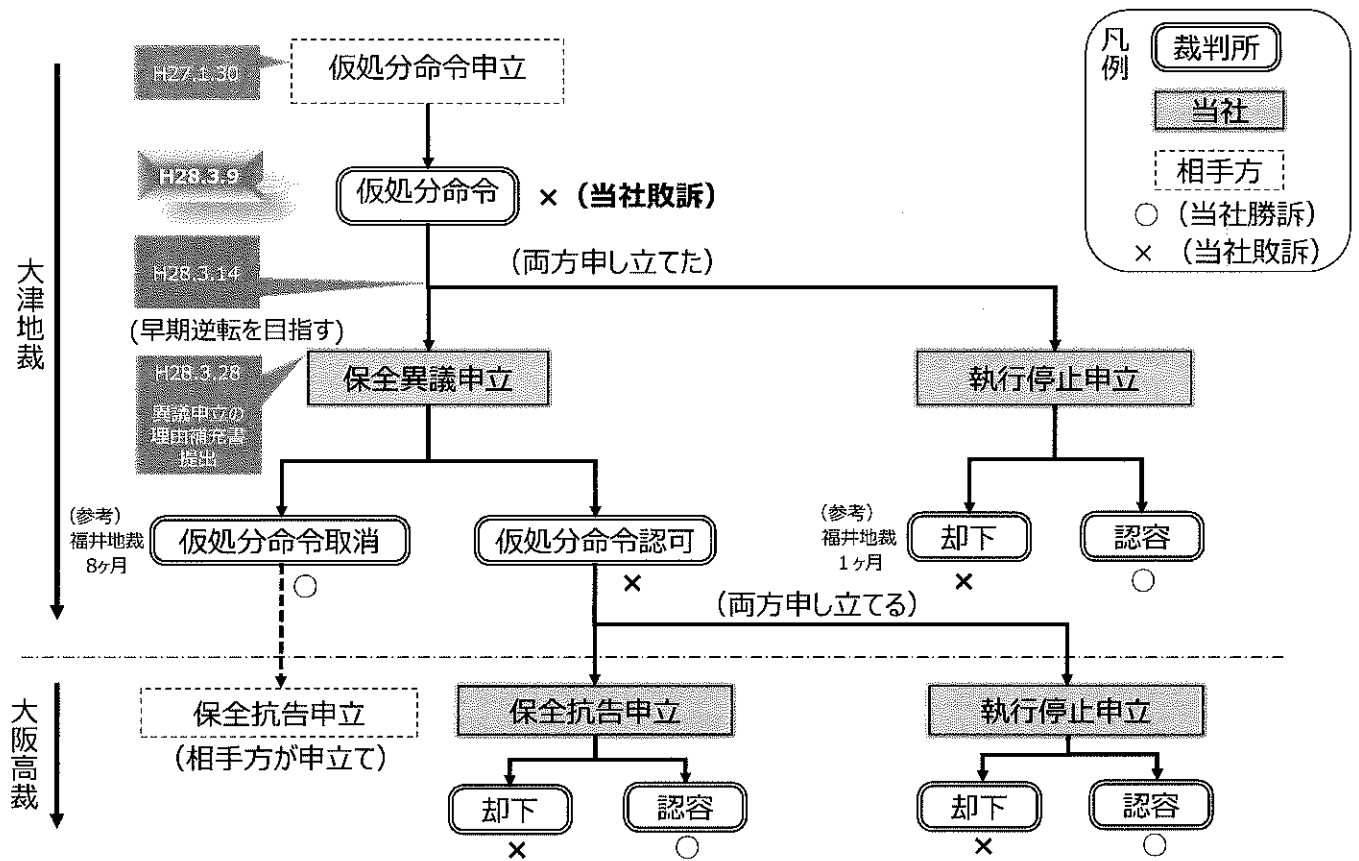 凡例
裁判所
当社
相手方
○（当社勝訴）
×（当社敗訴）
大津地裁
H27.1.30
仮処分命令申立
H28.3.9
仮処分命令
×（当社敗訴）
H28.3.14
（両方申し立てた）
(早期逆転を目指す)
H28.3.28
異議申立の
理由補充書
提出
保全異議申立
執行停止申立
(参考)
福井地裁
8ヶ月
仮処分命令取消
○
仮処分命令認可
×
(参考)
福井地裁
1ヶ月
却下
×
認容
○
（両方申し立てる）
大阪高裁
保全抗告申立
（相手方が申立て）
保全抗告申立
執行停止申立
却下
×
認容
○
却下
×
認容
○